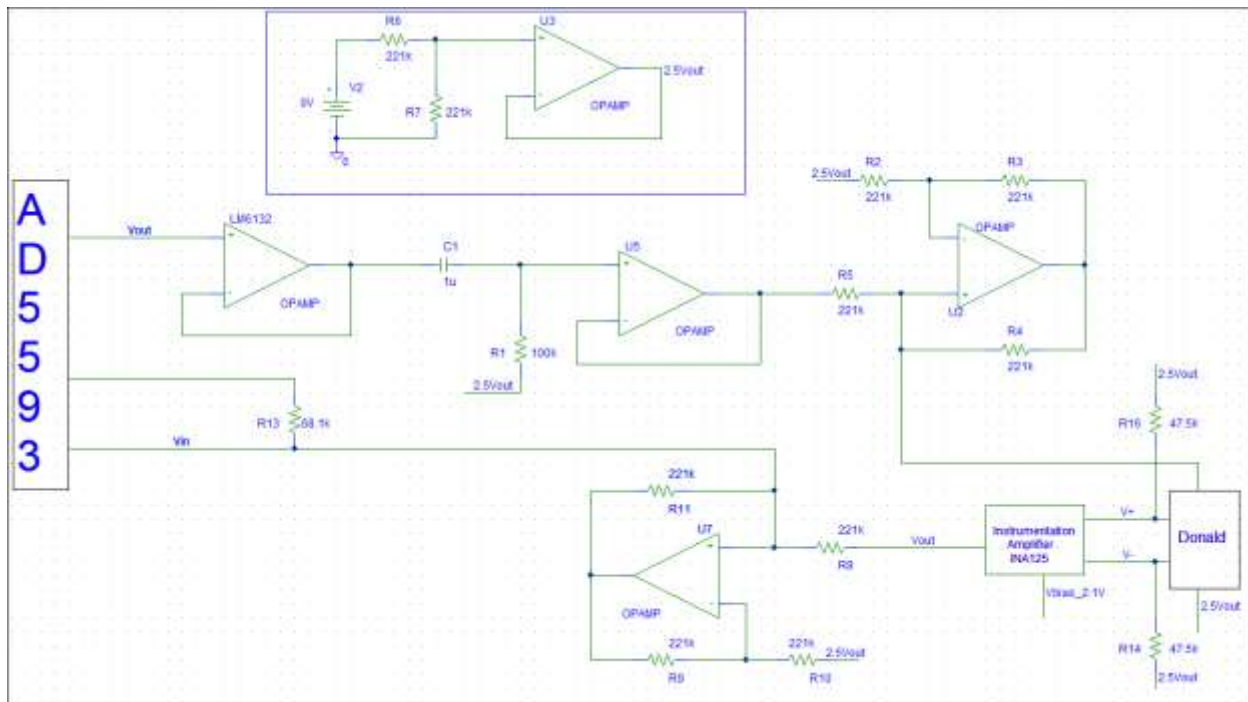 R6
221k
U3
V2
R7
221k
2.5Vout
OPAMP
0
A
D
5
5
9
3
Vout
LM6132
OPAMP
C1
1u
R1
100k
2.5Vout
U5
OPAMP
R5
221k
2.5Vout
R2
221k
R3
221k
OPAMP
U2
R4
221k
R13
68.1k
Vin
221k
R11
U7
OPAMP
221k
221k
2.5Vout
R10
221k
Vout
Instrumentation
Amplifier
INA125
V+
V-
Vbias_2.1V
2.5Vout
R16
47.5k
Donald
2.5Vout
R14
47.5k
2.5Vout